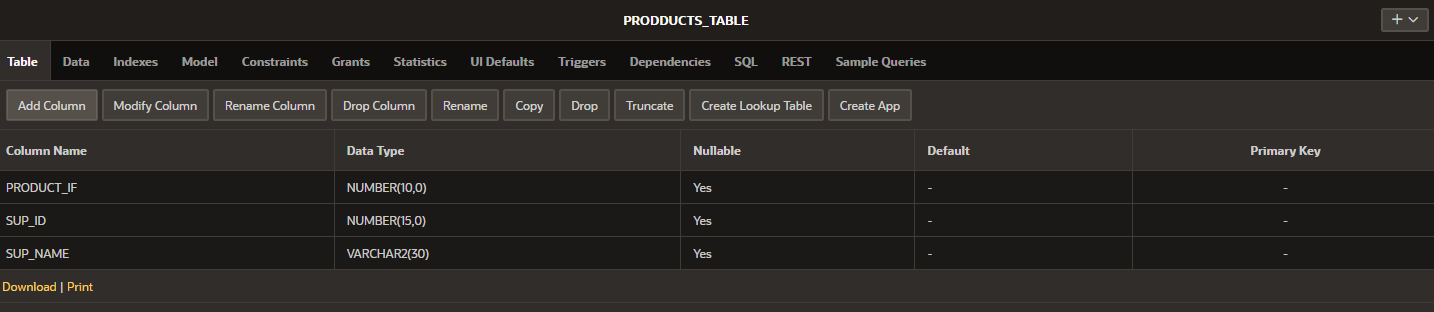 PRODDUCTS_TABLE
Table Data Indexes Model Constraints Grants Statistics UI Defaults Triggers Dependencies SQL REST Sample Queries
Add Column Modify Column Rename Column Drop Column Rename Copy Drop Truncate Create Lookup Table Create App
Column Name Data Type Nullable Default Primary Key
PRODUCT_IF NUMBER(10,0) Yes - -
SUP_ID NUMBER(15,0) Yes - -
SUP_NAME VARCHAR2(30) Yes - -
Download | Print